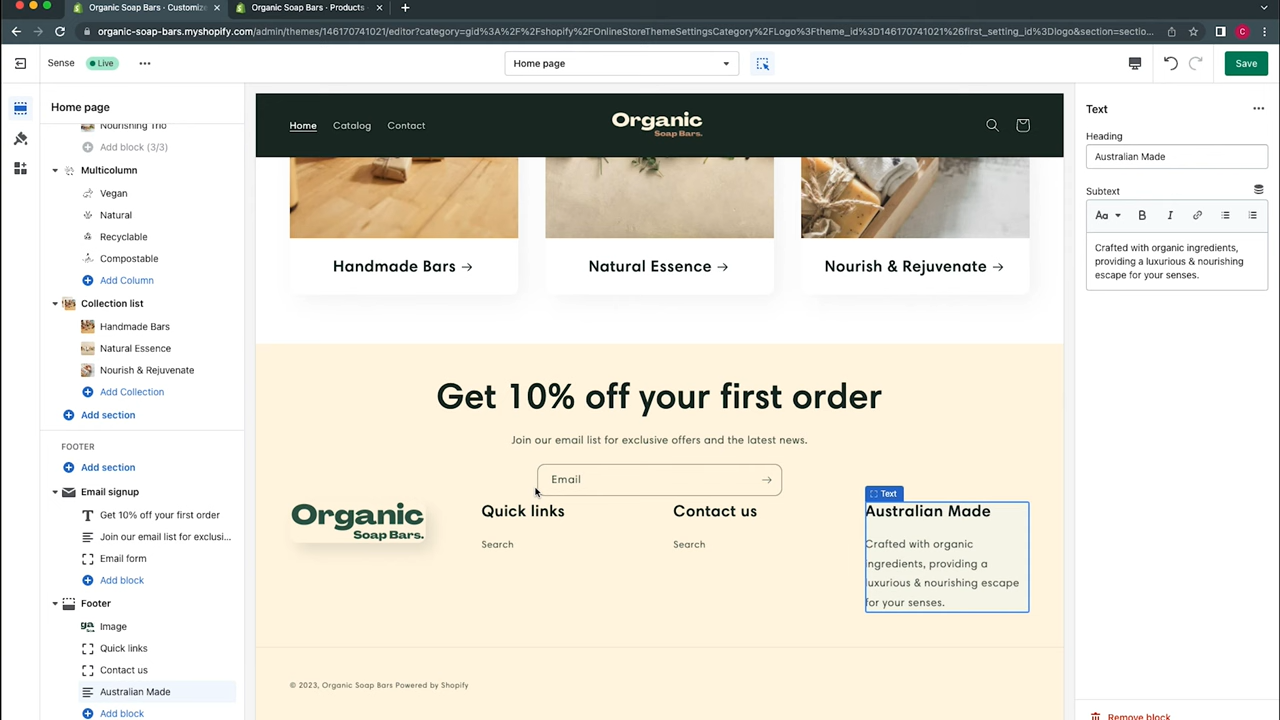 Organic Soap Bars · Customize
Organic Soap Bars · Products ·
organic-soap-bars.myshopify.com/admin/themes/146170741021/editor?category=gid%3A%2F%2Fshopify%2FOnlineStoreThemeSettingsCategory%2FLogo%3Ftheme_id%3D146170741021%26first_setting_id%3Dlogo&section=sectio...
C
Sense
Live
Home page
Save
Home page
Nourishing Trio
Add block (3/3)
Multicolumn
Vegan
Natural
Recyclable
Compostable
Add Column
Collection list
Handmade Bars
Natural Essence
Nourish & Rejuvenate
Add Collection
Add section
FOOTER
Add section
Email signup
Get 10% off your first order
Join our email list for exclusi...
Email form
Add block
Footer
Image
Quick links
Contact us
Australian Made
Add block
Home
Catalog
Contact
Organic
Soap Bars.
Handmade Bars →
Natural Essence →
Nourish & Rejuvenate →
Get 10% off your first order
Join our email list for exclusive offers and the latest news.
Email
Organic
Soap Bars.
Quick links
Search
Contact us
Search
Text
Australian Made
Crafted with organic
ingredients, providing a
luxurious & nourishing escape
for your senses.
© 2023, Organic Soap Bars Powered by Shopify
Text
Heading
Australian Made
Subtext
Aa
B
I
Crafted with organic ingredients,
providing a luxurious & nourishing
escape for your senses.
Remove block